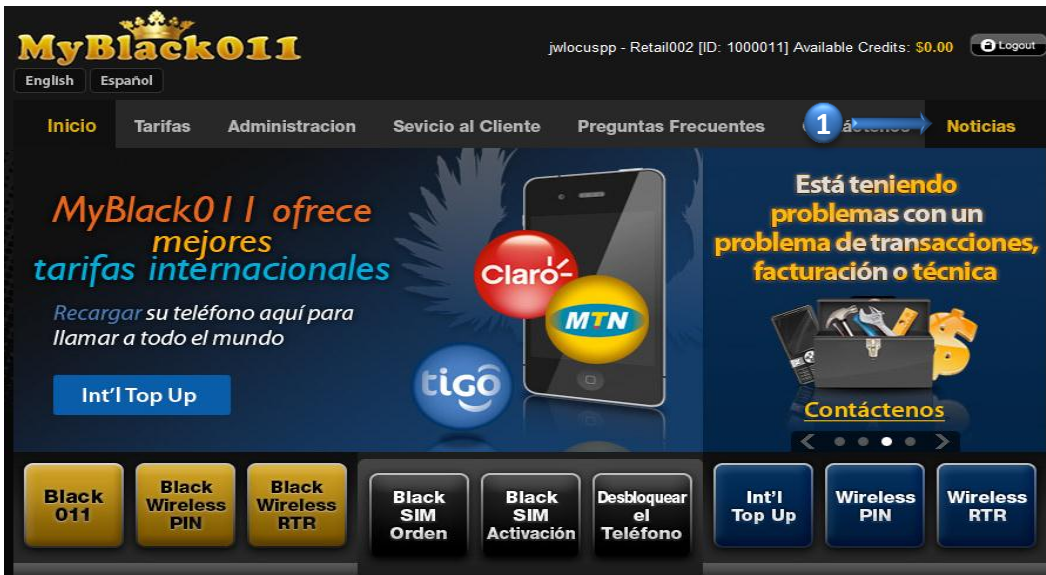 MyBlack011
jwlocuspp - Retail002 [ID: 1000011] Available Credits: $0.00 Logout
English Español
Inicio Tarifas Administracion Sevicio al Cliente Preguntas Frecuentes 1 Noticias
MyBlack011 ofrece
mejores
tarifas internacionales
Recargar su teléfono aquí para
llamar a todo el mundo
Int'l Top Up
Claro
MTN
tigo
Está teniendo
problemas con un
problema de transacciones,
facturación o técnica
Contáctenos
Black
011
Black
Wireless
PIN
Black
Wireless
RTR
Black
SIM
Orden
Black
SIM
Activación
Desbloquear
el
Teléfono
Int'l
Top Up
Wireless
PIN
Wireless
RTR